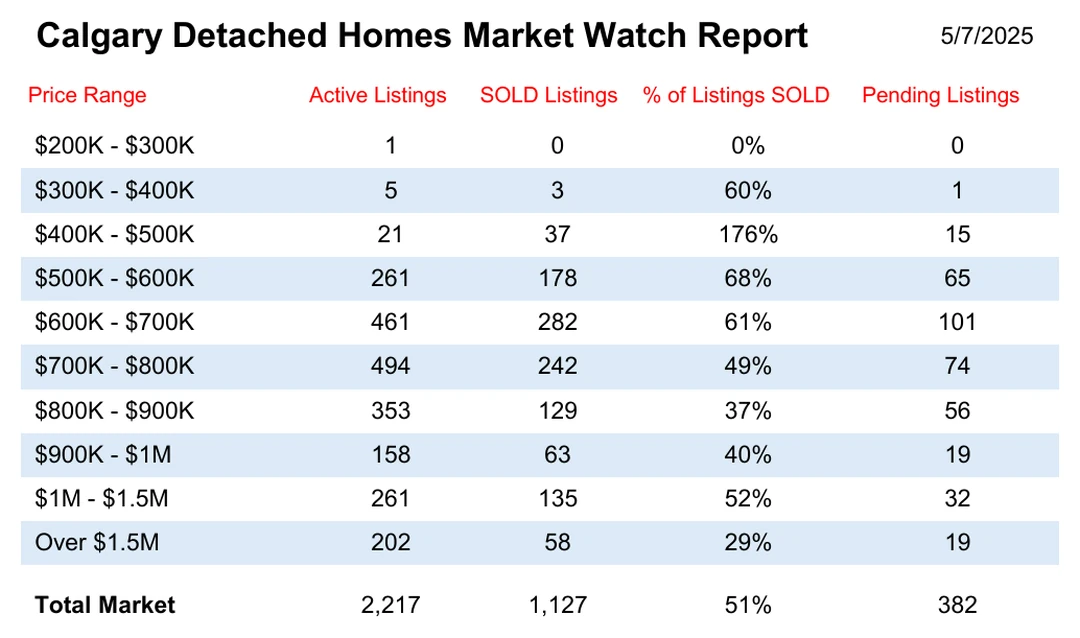 Calgary Detached Homes Market Watch Report 5/7/2025
Price Range Active Listings SOLD Listings % of Listings SOLD Pending Listings
$200K - $300K 1 0 0% 0
$300K - $400K 5 3 60% 1
$400K - $500K 21 37 176% 15
$500K - $600K 261 178 68% 65
$600K - $700K 461 282 61% 101
$700K - $800K 494 242 49% 74
$800K - $900K 353 129 37% 56
$900K - $1M 158 63 40% 19
$1M - $1.5M 261 135 52% 32
Over $1.5M 202 58 29% 19
Total Market 2,217 1,127 51% 382